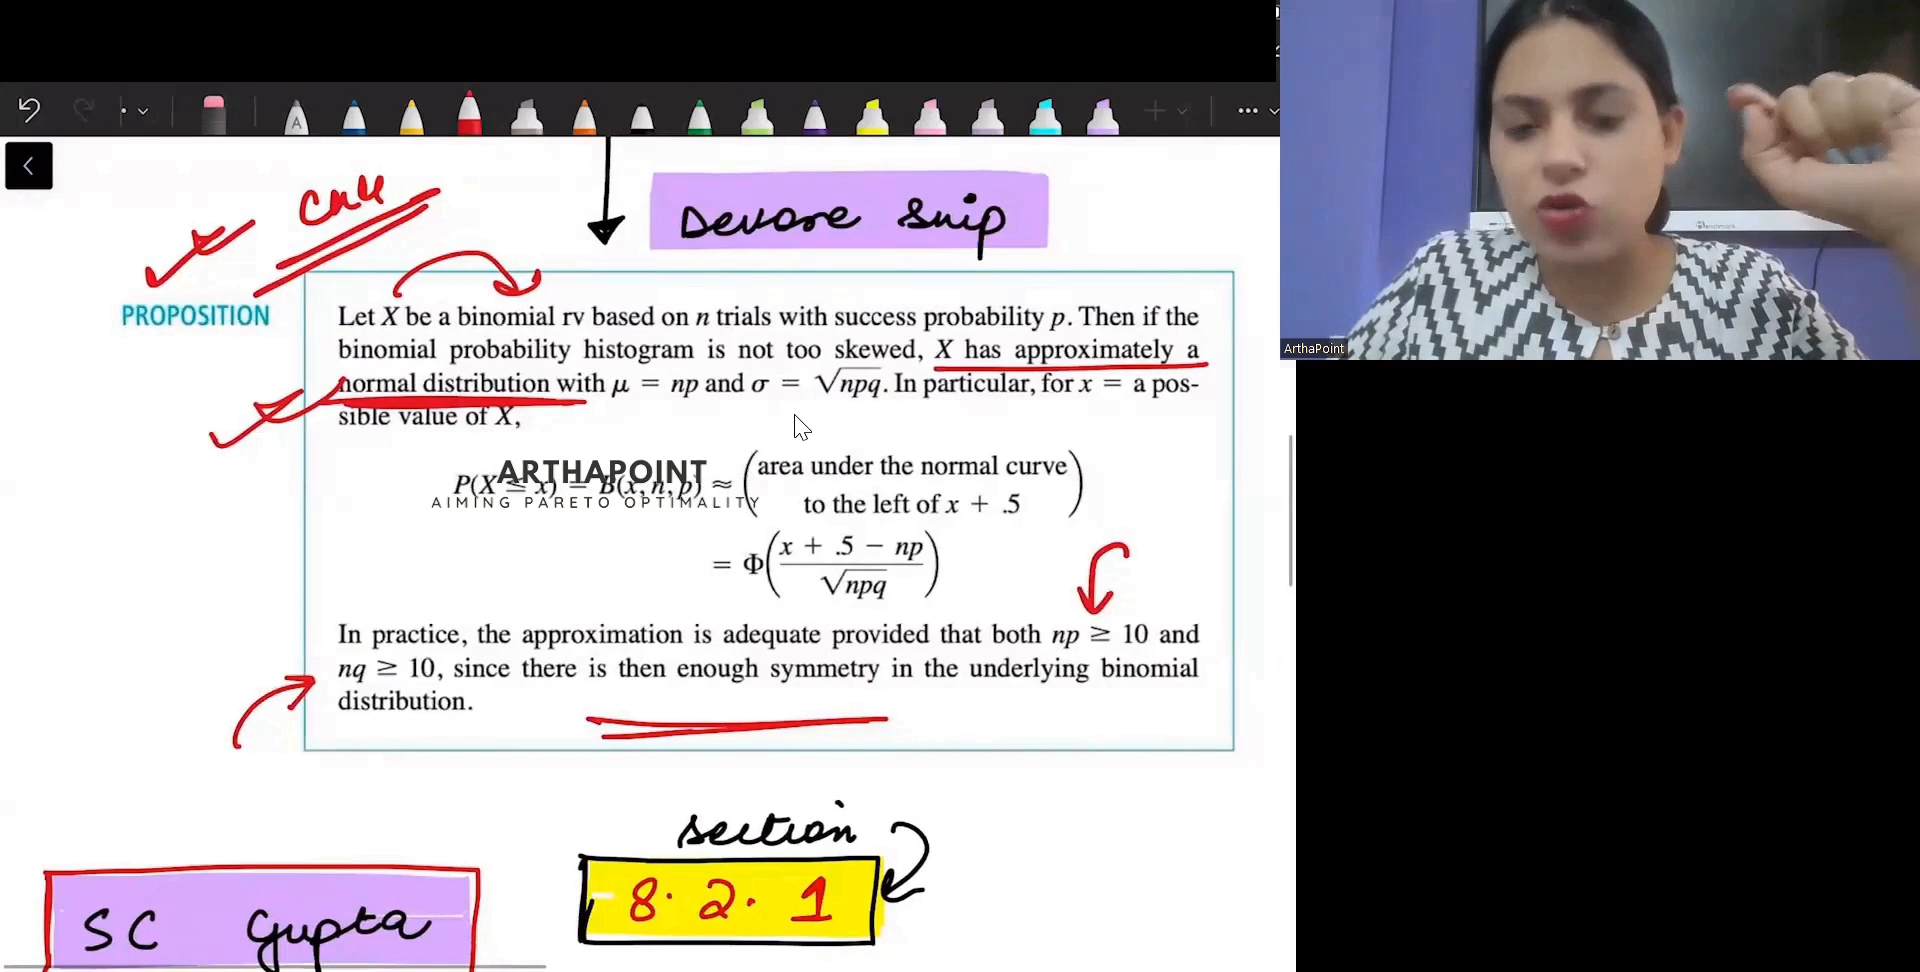 A
Devore Snip
PROPOSITION
Let X be a binomial rv based on n trials with success probability p. Then if the
binomial probability histogram is not too skewed, X has approximately a
normal distribution with μ = np and σ = √npq. In particular, for x = a pos-
sible value of X,
P(X ≤ x) = B(x, n, p) ≈ (area under the normal curve
to the left of x + .5)
ARTHAPOINT
AIMING PARETO OPTIMALITY
= Φ(x + .5 − np / √npq)
In practice, the approximation is adequate provided that both np ≥ 10 and
nq ≥ 10, since there is then enough symmetry in the underlying binomial
distribution.
section
8.2.1
SC Gupta
ArthaPoint